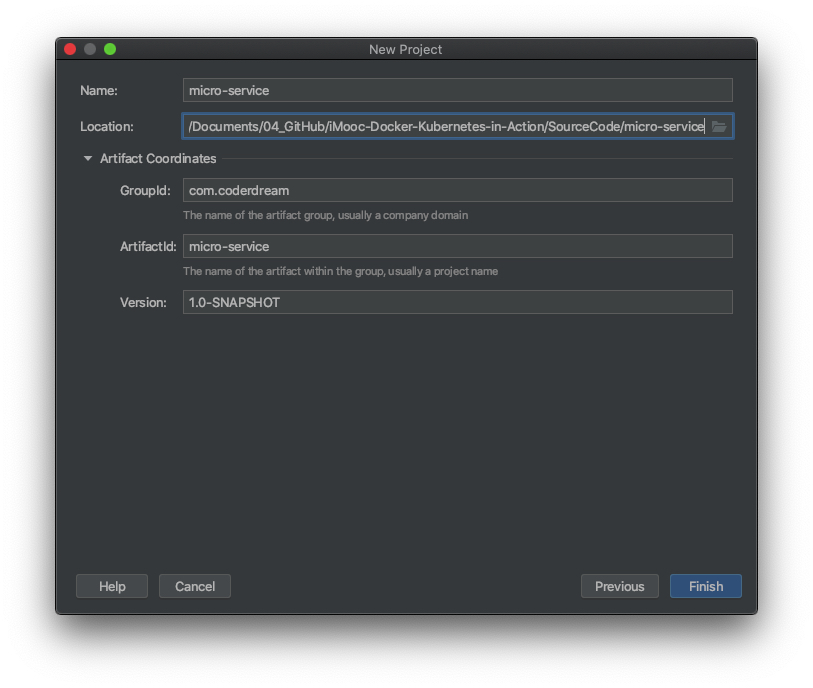 New Project
Name: micro-service
Location: /Documents/04_GitHub/iMooc-Docker-Kubernetes-in-Action/SourceCode/micro-service
Artifact Coordinates
GroupId: com.coderdream
The name of the artifact group, usually a company domain
ArtifactId: micro-service
The name of the artifact within the group, usually a project name
Version: 1.0-SNAPSHOT
Help Cancel Previous Finish